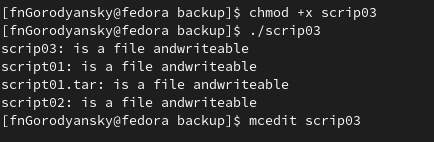 [fnGorodyansky@fedora backup]$ chmod +x scrip03
[fnGorodyansky@fedora backup]$ ./scrip03
scrip03: is a file andwriteable
script01: is a file andwriteable
script01.tar: is a file andwriteable
script02: is a file andwriteable
[fnGorodyansky@fedora backup]$ mcedit scrip03